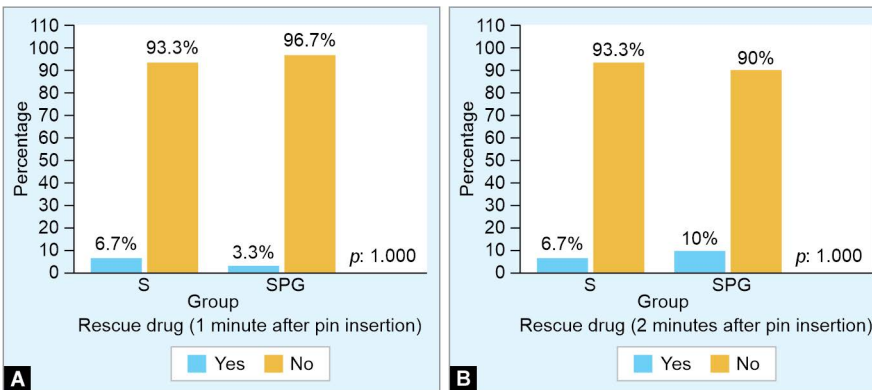 110
100
90
80
70
60
50
40
30
20
10
0
Percentage
6.7%
93.3%
3.3%
96.7%
p: 1.000
S
SPG
Group
Rescue drug (1 minute after pin insertion)
Yes
No
A
110
100
90
80
70
60
50
40
30
20
10
0
Percentage
6.7%
93.3%
10%
90%
p: 1.000
S
SPG
Group
Rescue drug (2 minutes after pin insertion)
Yes
No
B